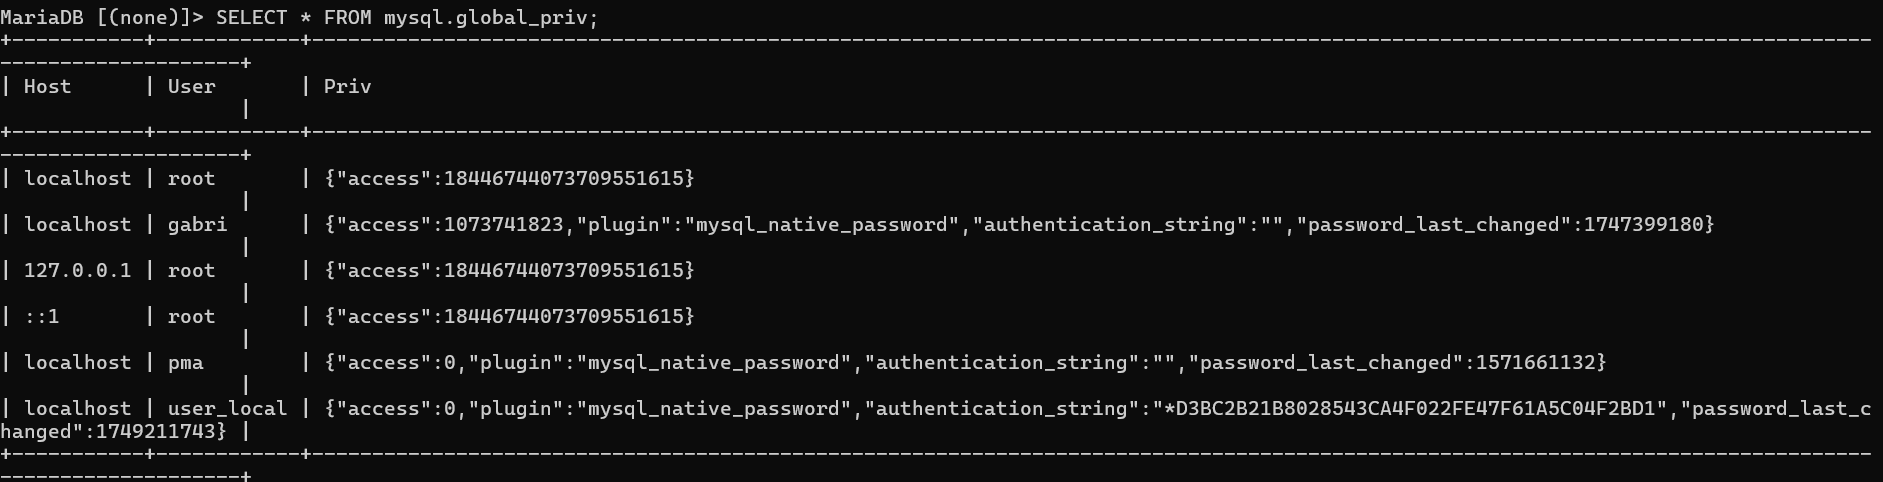 MariaDB [(none)]> SELECT * FROM mysql.global_priv;
+-----------+------------+----------------------------------------------------------------------------------------------------------------------------------
--------------------+
| Host      | User       | Priv
                    |
+-----------+------------+----------------------------------------------------------------------------------------------------------------------------------
--------------------+
| localhost | root       | {"access":18446744073709551615}
                    |
| localhost | gabri      | {"access":1073741823,"plugin":"mysql_native_password","authentication_string":"","password_last_changed":1747399180}
                    |
| 127.0.0.1 | root       | {"access":18446744073709551615}
                    |
| ::1       | root       | {"access":18446744073709551615}
                    |
| localhost | pma        | {"access":0,"plugin":"mysql_native_password","authentication_string":"","password_last_changed":1571661132}
                    |
| localhost | user_local | {"access":0,"plugin":"mysql_native_password","authentication_string":"*D3BC2B21B8028543CA4F022FE47F61A5C04F2BD1","password_last_c
hanged":1749211743} |
+-----------+------------+----------------------------------------------------------------------------------------------------------------------------------
--------------------+